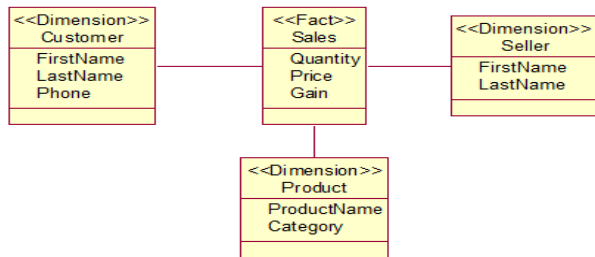 <<Dimension>>
Customer
FirstName
LastName
Phone
<<Fact>>
Sales
Quantity
Price
Gain
<<Dimension>>
Seller
FirstName
LastName
<<Dimension>>
Product
ProductName
Category